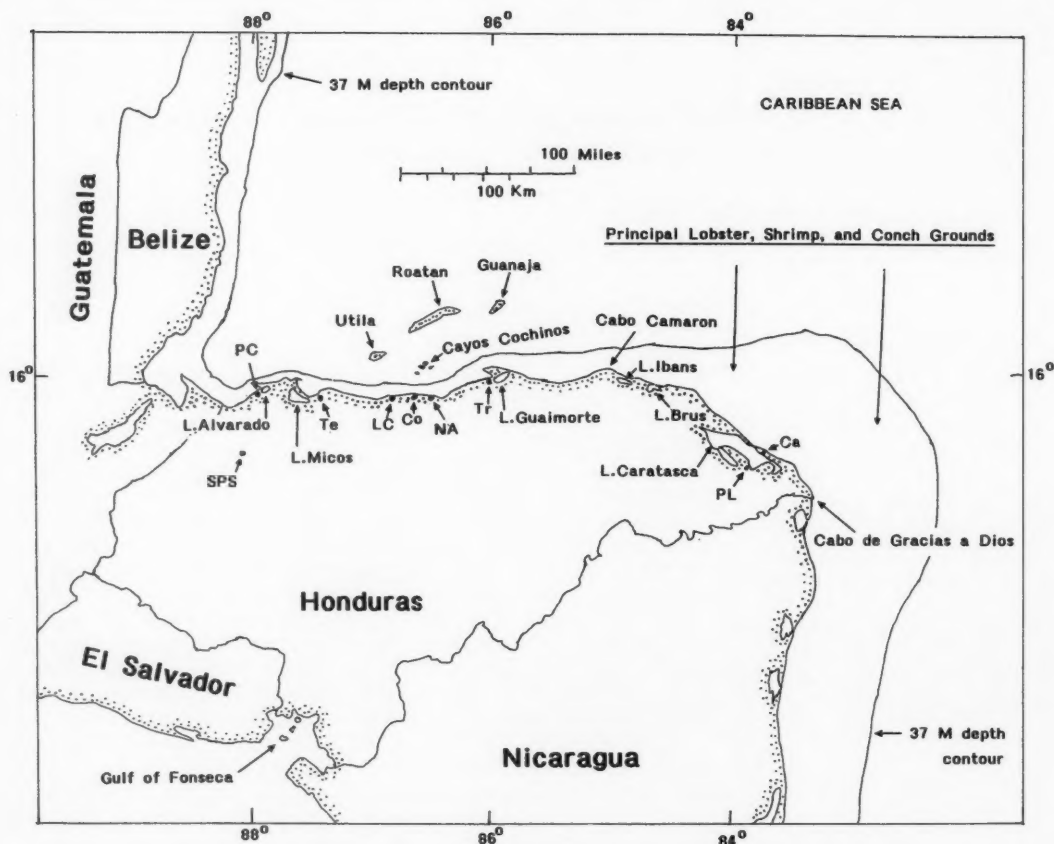 88°
86°
84°
37 M depth contour
CARIBBEAN SEA
100 Miles
100 Km
Guatemala
Belize
Principal Lobster, Shrimp, and Conch Grounds
Roatan
Guanaja
Utila
Cayos Cochinos
Cabo Camaron
16°
16°
PC
L.Ibans
L.Alvarado
L.Micos
Te
LC
Co
NA
Tr
L.Guaimorte
L.Brus
SPS
L.Caratasca
Ca
PL
Cabo de Gracias a Dios
Honduras
El Salvador
Nicaragua
37 M depth
contour
Gulf of Fonseca
88°
86°
84°